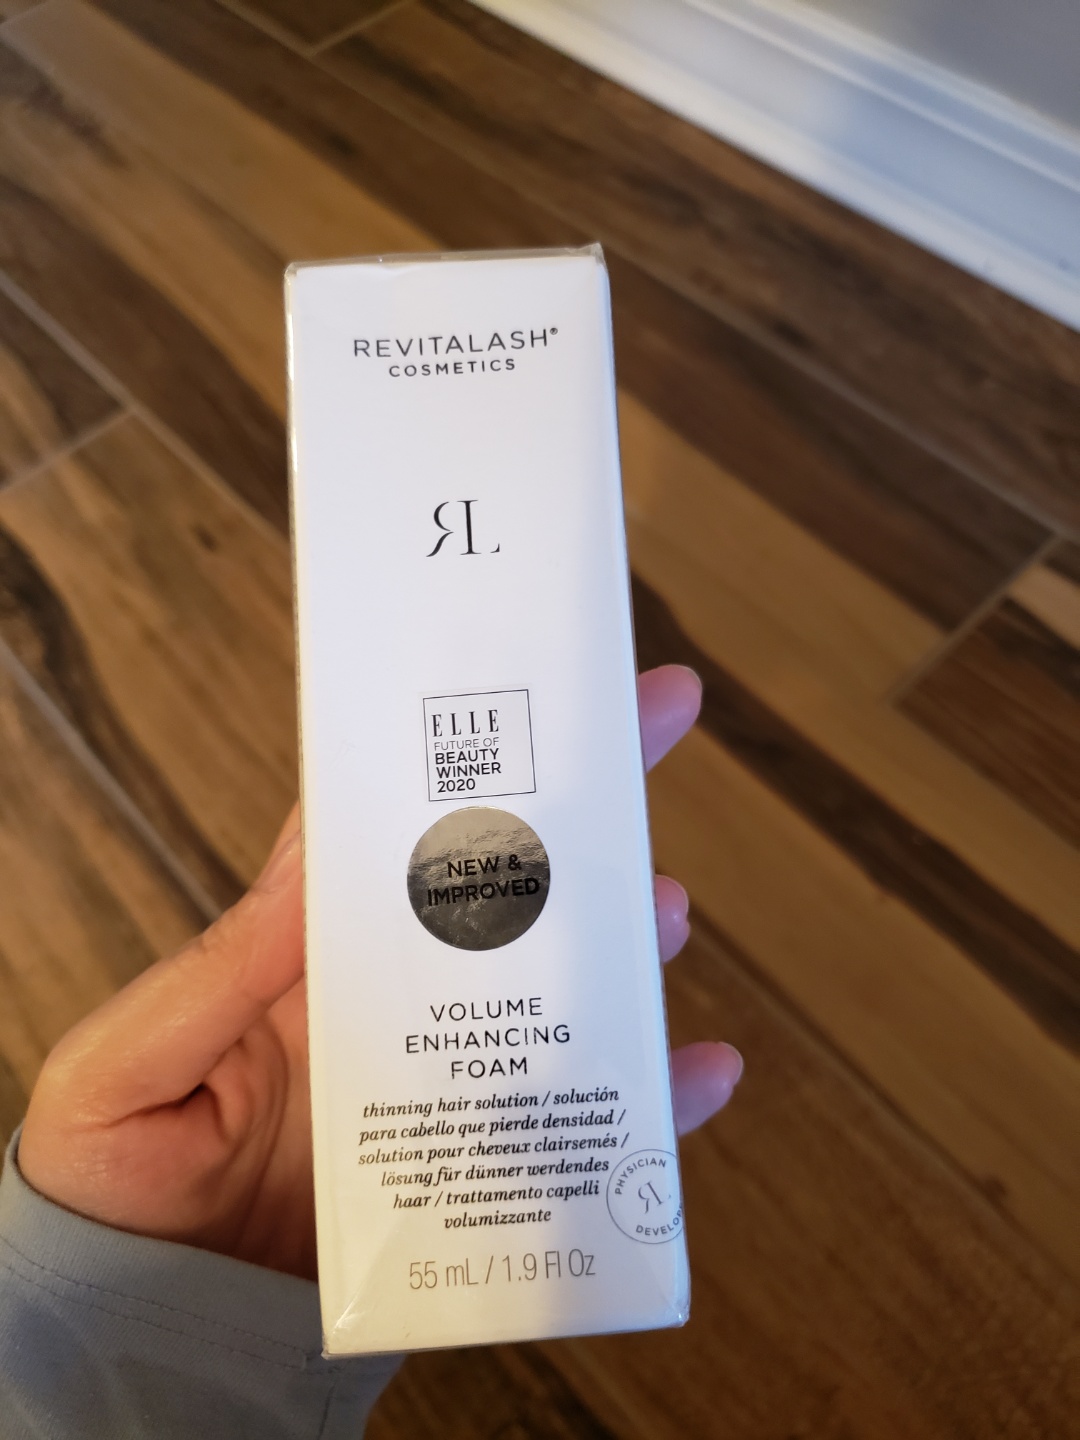 REVITALASH®
COSMETICS
RL
ELLE
FUTURE OF
BEAUTY
WINNER
2020
NEW &
IMPROVED
VOLUME
ENHANCING
FOAM
thinning hair solution / solución
para cabello que pierde densidad /
solution pour cheveux clairsemés /
lösung für dünner werdendes
haar / trattamento capelli
volumizzante
PHYSICIAN
RL
DEVELOP
55 mL / 1.9 Fl Oz